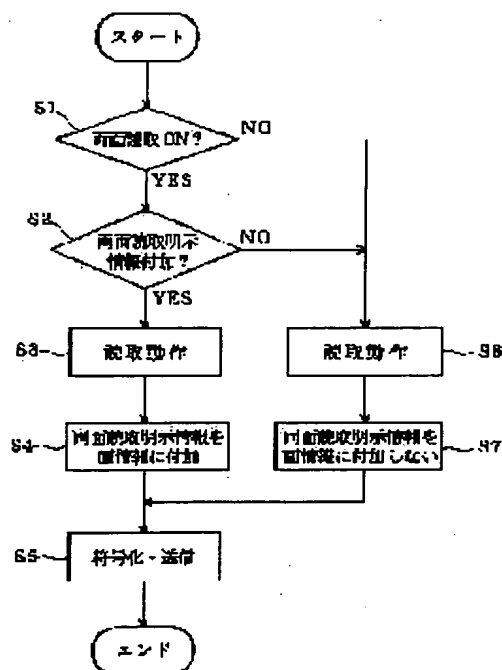 スタート
S1
両面読取ON?
NO
YES
S2
両面読取明示
情報付加?
NO
YES
S3
読取動作
読取動作
S6
S4
両面読取明示情報を
画情報に付加
両面読取明示情報を
画情報に付加しない
S7
S5
符号化・送信
エンド